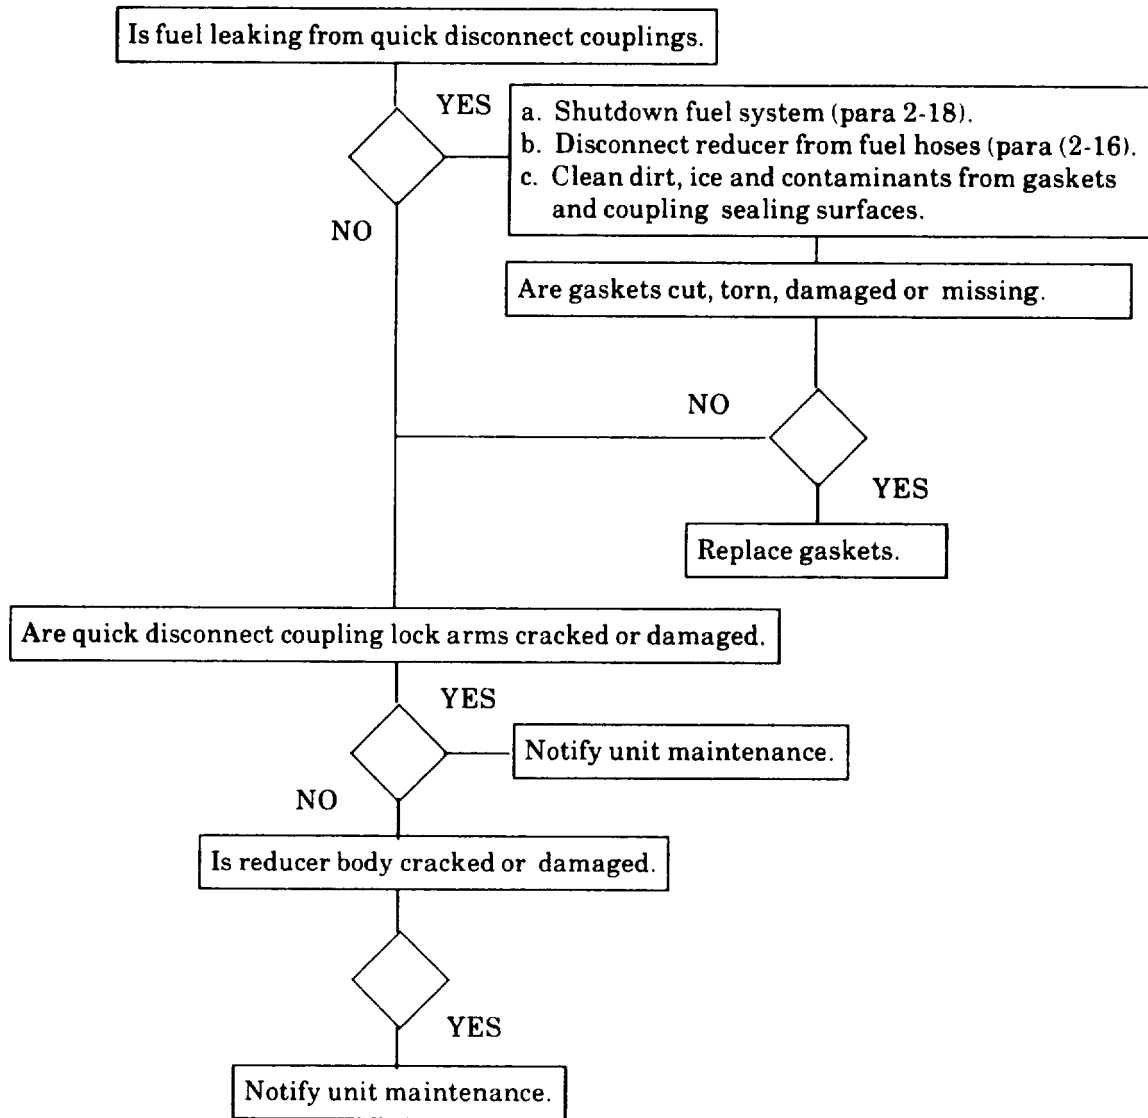 Is fuel leaking from quick disconnect couplings.
YES
a. Shutdown fuel system (para 2-18).
b. Disconnect reducer from fuel hoses (para (2-16).
c. Clean dirt, ice and contaminants from gaskets
and coupling sealing surfaces.
NO
Are gaskets cut, torn, damaged or missing.
NO
YES
Replace gaskets.
Are quick disconnect coupling lock arms cracked or damaged.
YES
Notify unit maintenance.
NO
Is reducer body cracked or damaged.
YES
Notify unit maintenance.